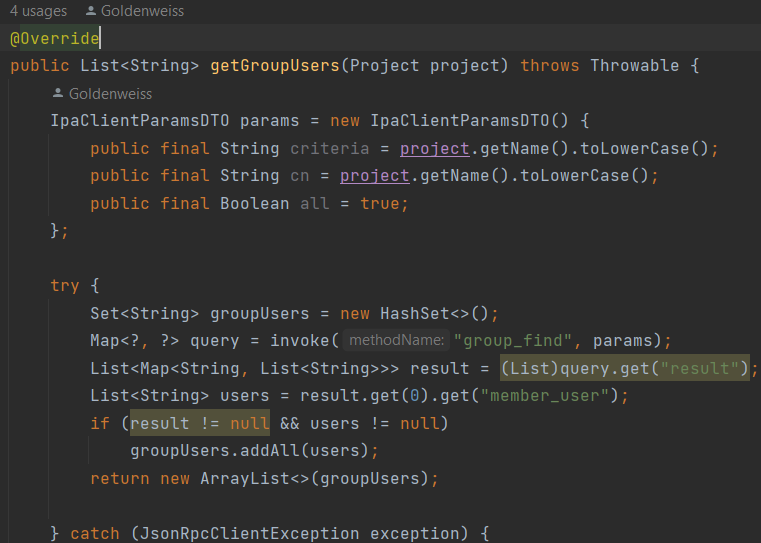 4 usages Goldenweiss
@Override
public List<String> getGroupUsers(Project project) throws Throwable {
Goldenweiss
IpaClientParamsDTO params = new IpaClientParamsDTO() {
public final String criteria = project.getName().toLowerCase();
public final String cn = project.getName().toLowerCase();
public final Boolean all = true;
};
try {
Set<String> groupUsers = new HashSet<>();
Map<?, ?> query = invoke( methodName: "group_find", params);
List<Map<String, List<String>>> result = (List)query.get("result");
List<String> users = result.get(0).get("member_user");
if (result != null && users != null)
groupUsers.addAll(users);
return new ArrayList<>(groupUsers);
} catch (JsonRpcClientException exception) {